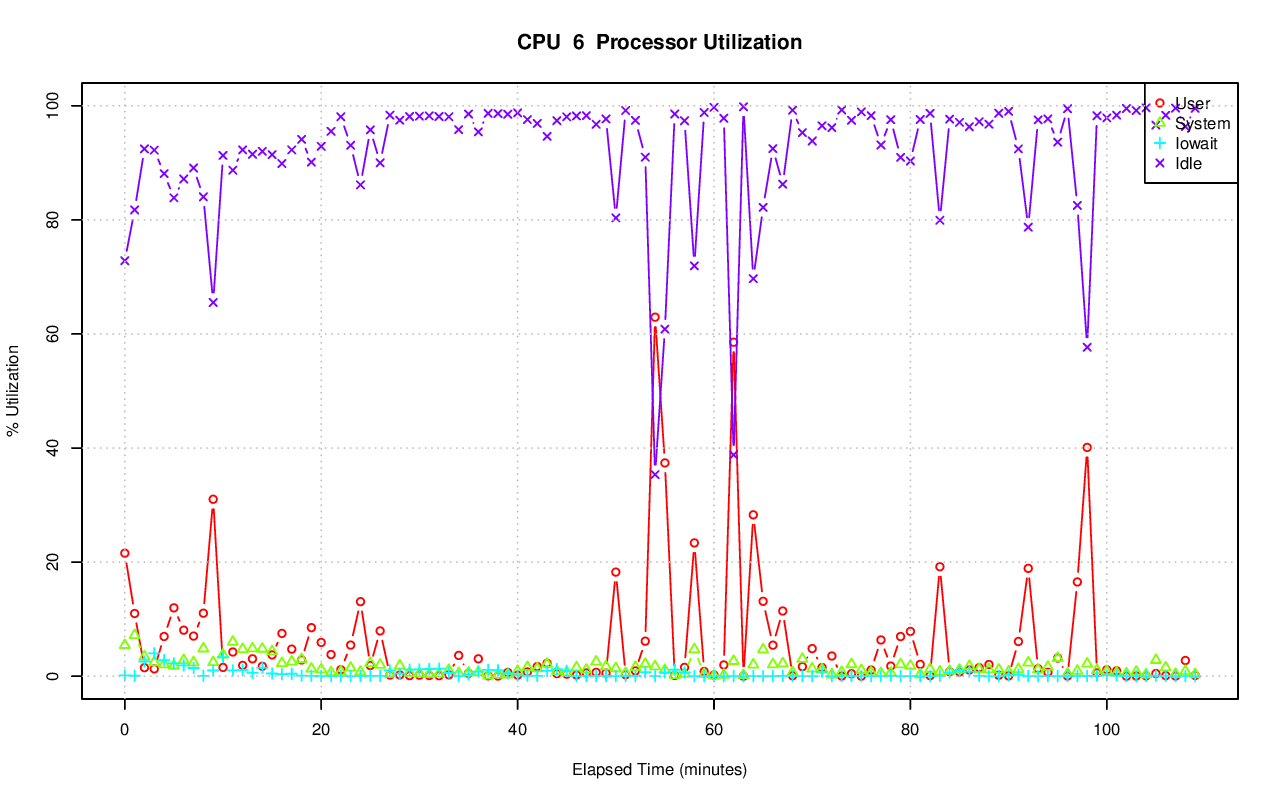 CPU  6  Processor Utilization
% Utilization
100
80
60
40
20
0
User
System
Iowait
Idle
0 20 40 60 80 100
Elapsed Time (minutes)